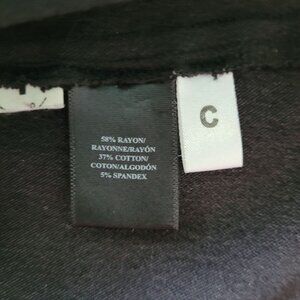 58% RAYON/
RAYONNE/RAYÓN
37% COTTON/
COTON/ALGODÓN
5% SPANDEX
C